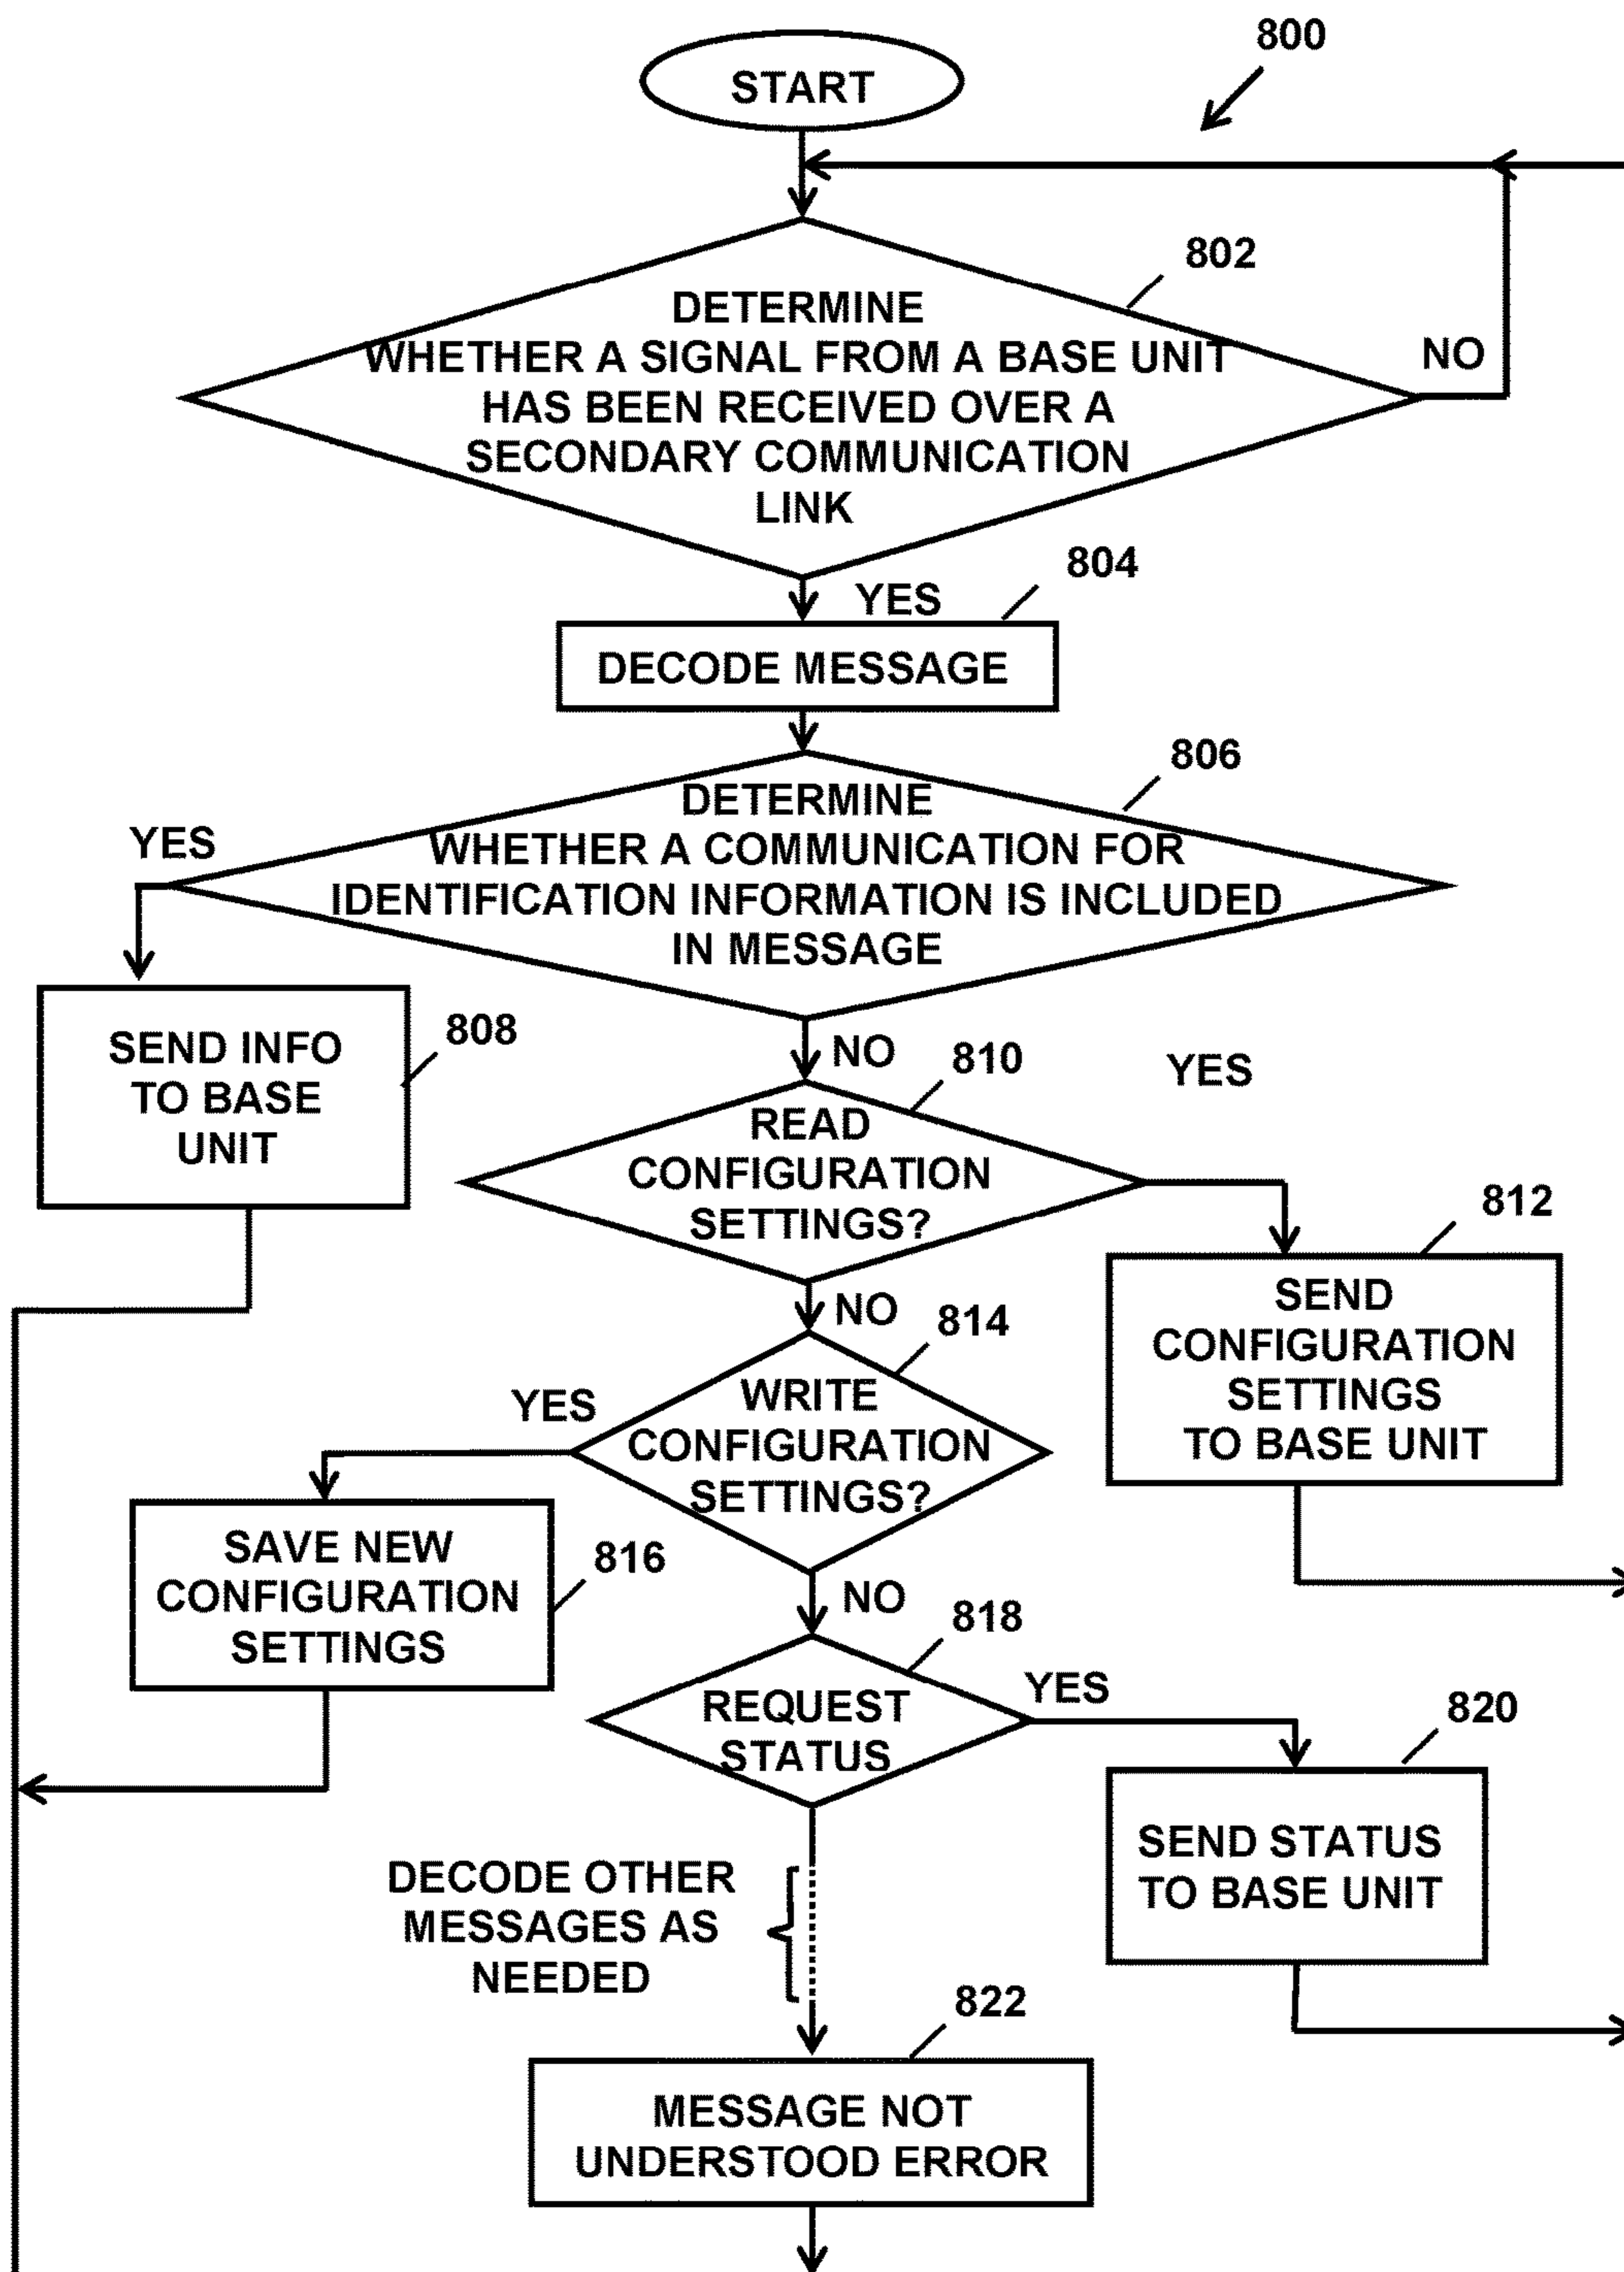 800
START
802
DETERMINE
WHETHER A SIGNAL FROM A BASE UNIT
HAS BEEN RECEIVED OVER A
SECONDARY COMMUNICATION
LINK
NO
YES
804
DECODE MESSAGE
806
DETERMINE
WHETHER A COMMUNICATION FOR
IDENTIFICATION INFORMATION IS INCLUDED
IN MESSAGE
YES
808
SEND INFO
TO BASE
UNIT
NO
810
YES
READ
CONFIGURATION
SETTINGS?
812
SEND
CONFIGURATION
SETTINGS
TO BASE UNIT
NO
814
YES
WRITE
CONFIGURATION
SETTINGS?
816
SAVE NEW
CONFIGURATION
SETTINGS
NO
818
YES
REQUEST
STATUS
820
SEND STATUS
TO BASE UNIT
DECODE OTHER
MESSAGES AS
NEEDED
822
MESSAGE NOT
UNDERSTOOD ERROR